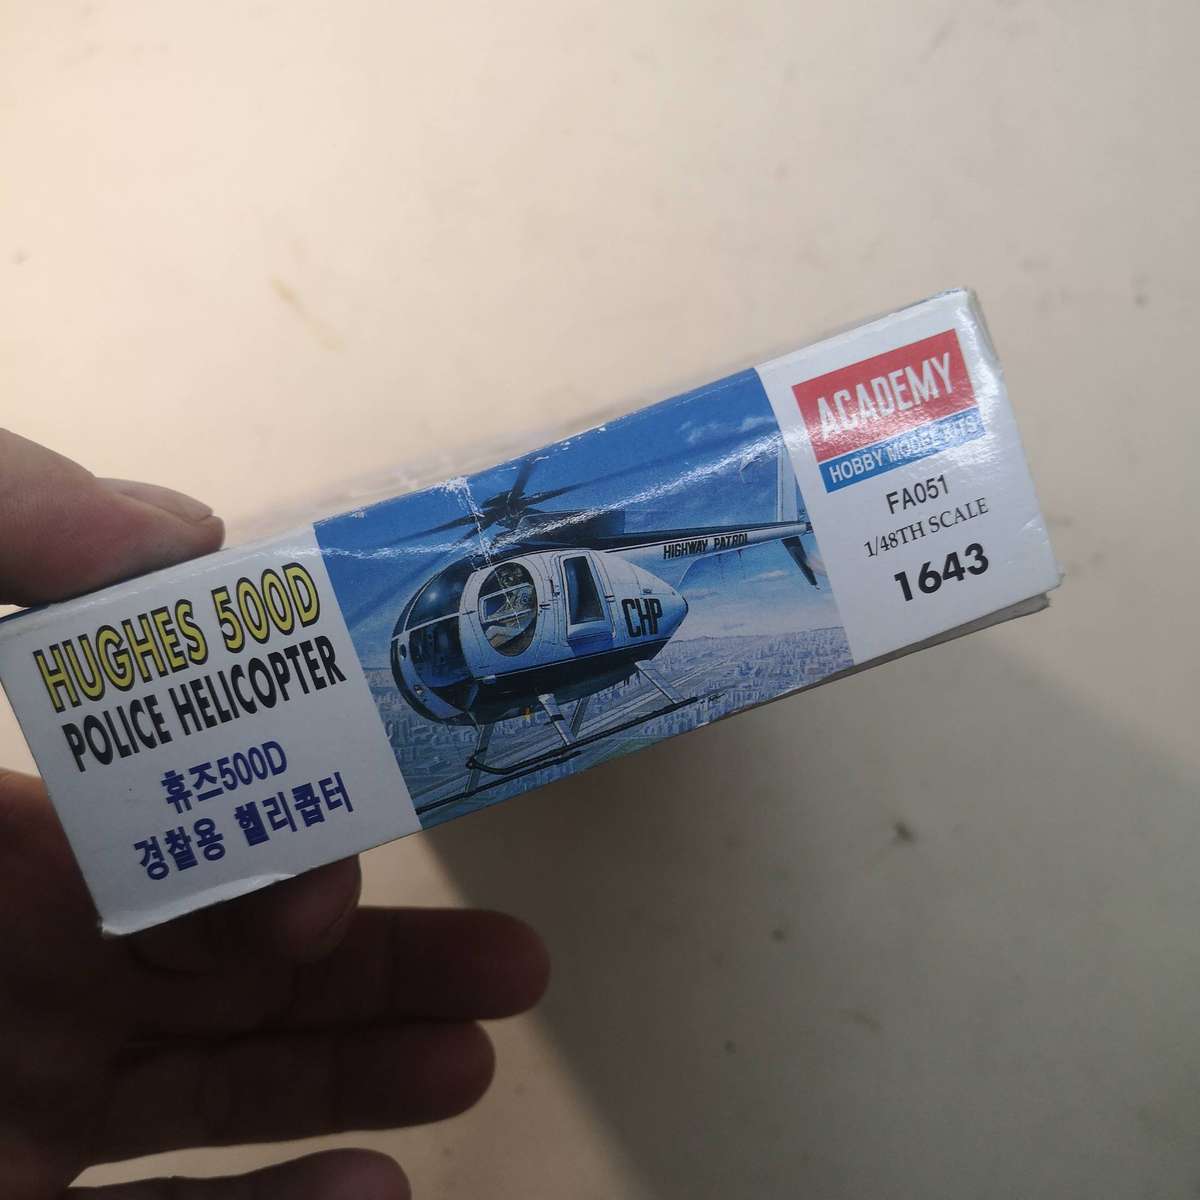 HUGHES 500D
POLICE HELICOPTER
휴즈500D
경찰용 헬리콥터
HIGHWAY PATROL
CHP
ACADEMY
HOBBY MODEL KITS
FA051
1/48TH SCALE
1643